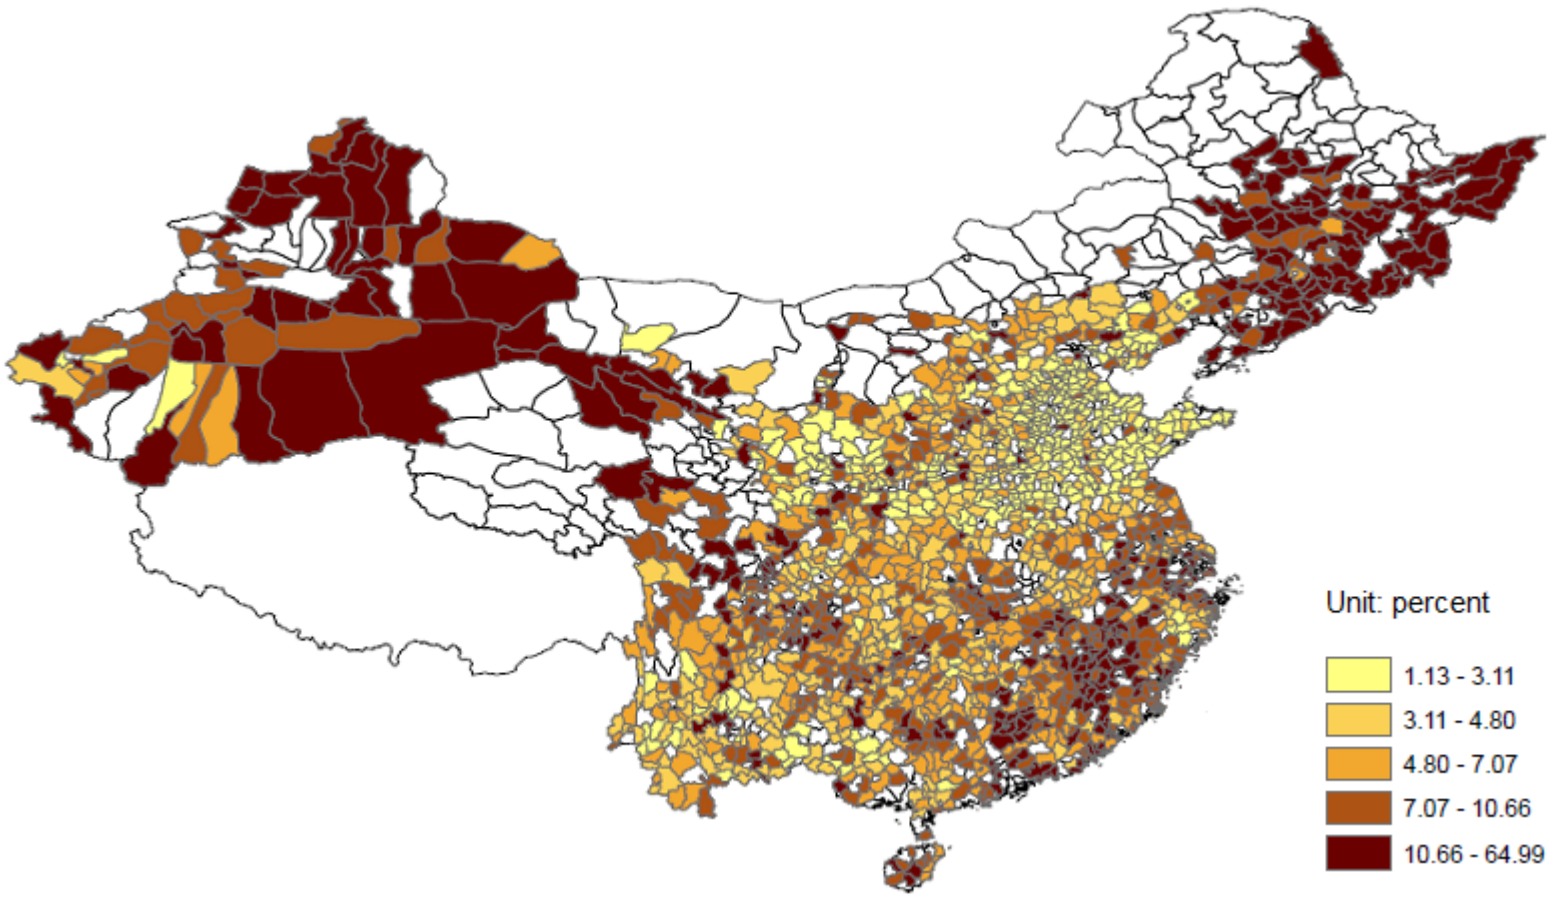 Unit: percent
1.13 - 3.11
3.11 - 4.80
4.80 - 7.07
7.07 - 10.66
10.66 - 64.99